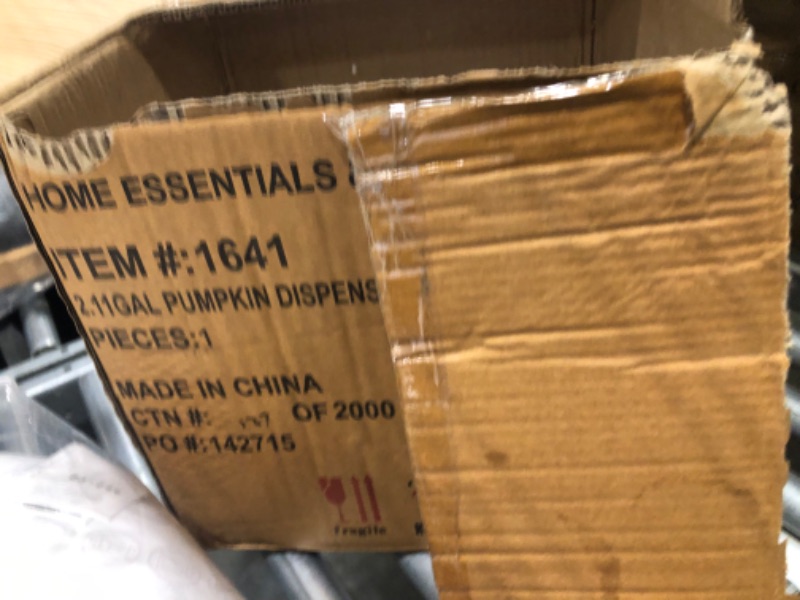 HOME ESSENTIALS &
ITEM #:1641
2.11GAL PUMPKIN DISPENS
PIECES:1
MADE IN CHINA
CTN #: OF 2000
PO #:142715
fragile